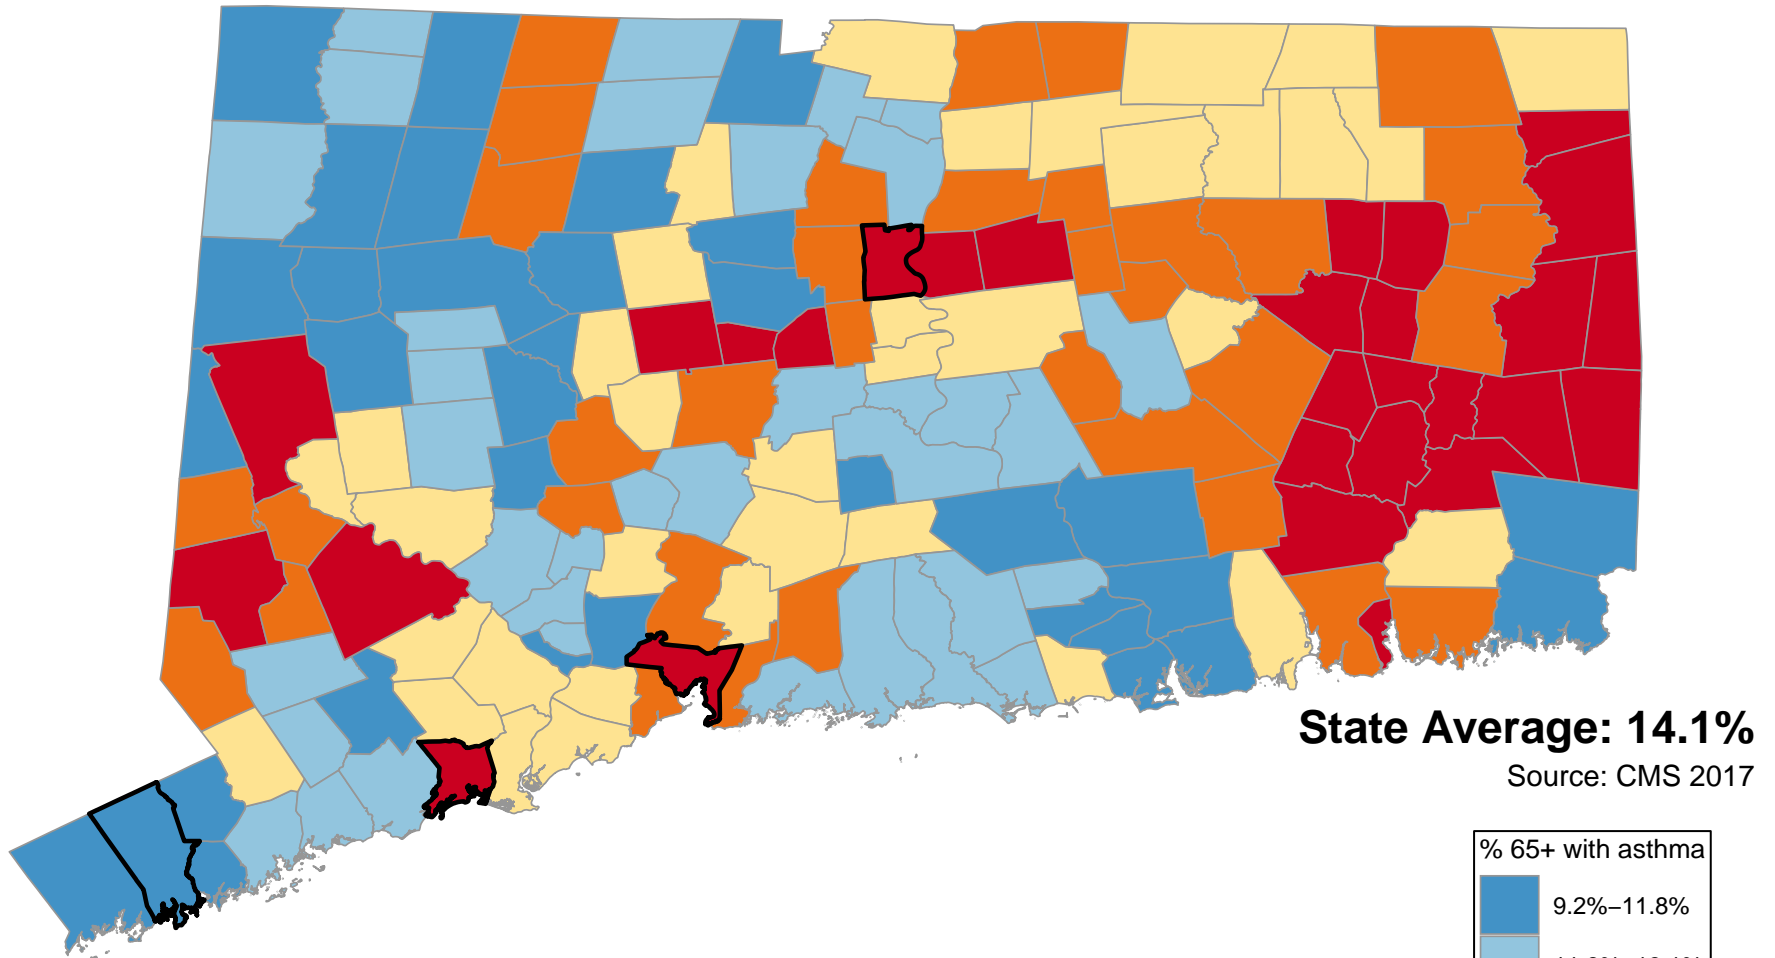 State Average: 14.1%
Source: CMS 2017
% 65+ with asthma
9.2%–11.8%